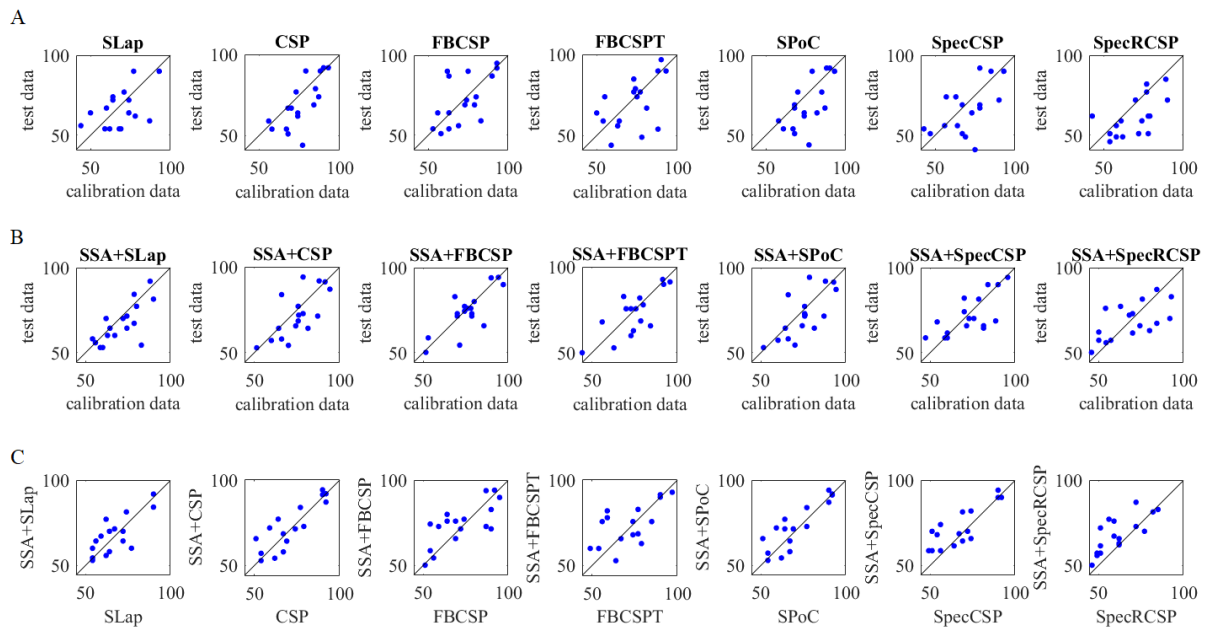 A
SLap CSP FBCSP FBCSPT SPoC SpecCSP SpecRCSP
100 100 100 100 100 100 100
test data test data test data test data test data test data test data
50 50 50 50 50 50 50
50 100 50 100 50 100 50 100 50 100 50 100 50 100
calibration data calibration data calibration data calibration data calibration data calibration data calibration data
B
SSA+SLap SSA+CSP SSA+FBCSP SSA+FBCSPT SSA+SPoC SSA+SpecCSP SSA+SpecRCSP
100 100 100 100 100 100 100
test data test data test data test data test data test data test data
50 50 50 50 50 50 50
50 100 50 100 50 100 50 100 50 100 50 100 50 100
calibration data calibration data calibration data calibration data calibration data calibration data calibration data
C
100 100 100 100 100 100 100
SSA+SLap SSA+CSP SSA+FBCSP SSA+FBCSPT SSA+SPoC SSA+SpecCSP SSA+SpecRCSP
50 50 50 50 50 50 50
50 100 50 100 50 100 50 100 50 100 50 100 50 100
SLap CSP FBCSP FBCSPT SPoC SpecCSP SpecRCSP